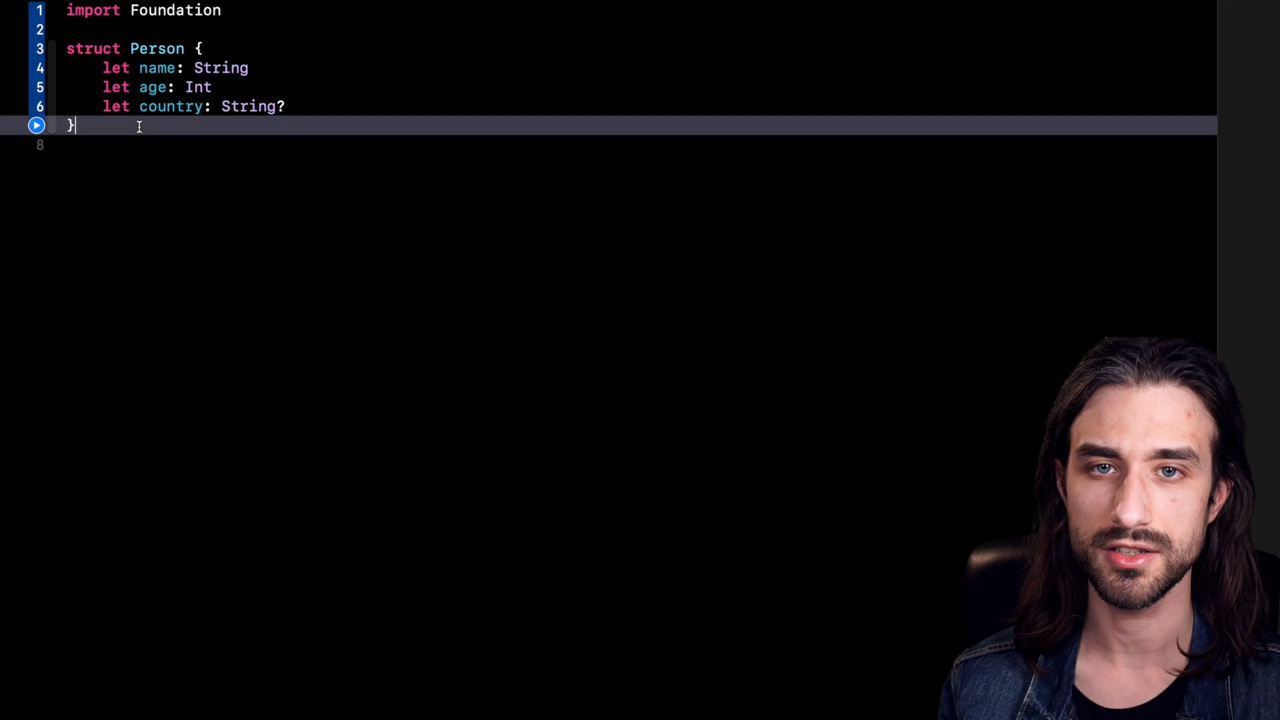 1 import Foundation
2
3 struct Person {
4 let name: String
5 let age: Int
6 let country: String?
}
8